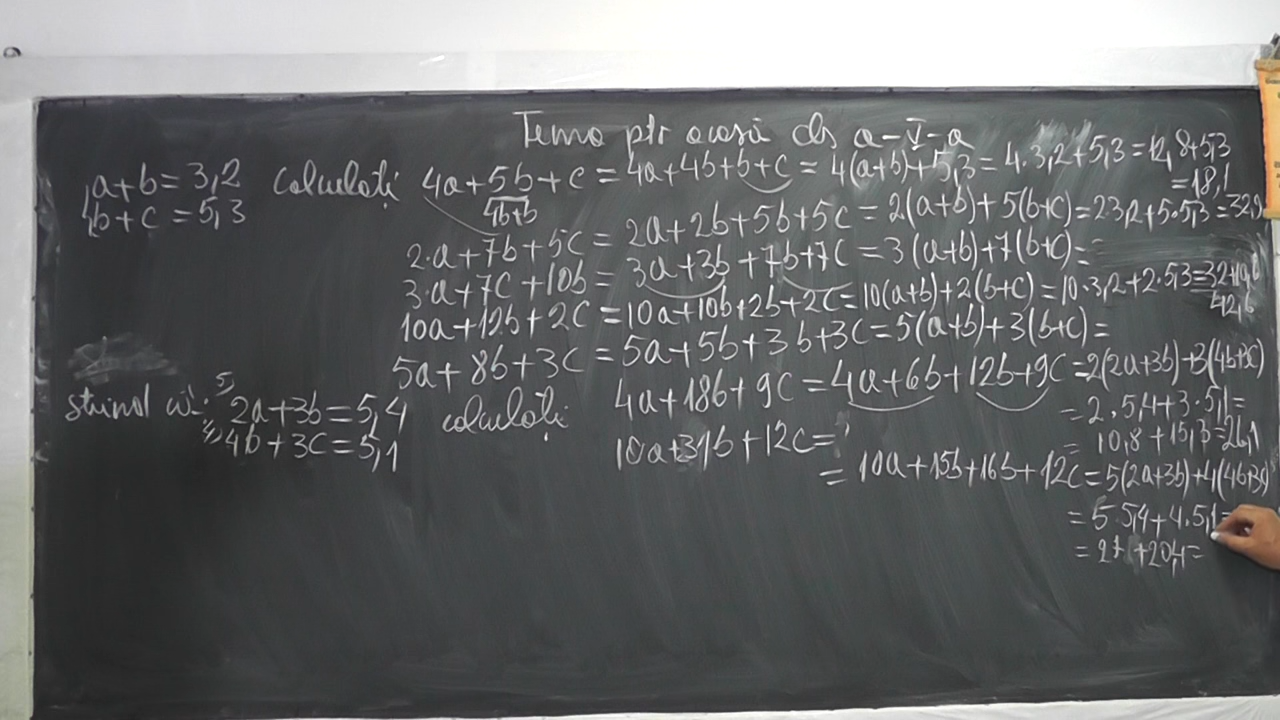 Tema ptr acasă cls a-V-a
a+b=3,2 calculați 4a+5b+c=4a+4b+b+c=4(a+b)+5,3=4·3,2+5,3=12,8+5,3
=18,1
b+c=5,3
4b+b
2·a+7b+5c=2a+2b+5b+5c=2(a+b)+5(b+c)=2·3,2+5·5,3=32,9
3·a+7c+10b=3a+3b+7b+7c=3(a+b)+7(b+c)=
10a+12b+2c=10a+10b+2b+2c=10(a+b)+2(b+c)=10·3,2+2·5,3=32+10,6
42,6
5a+8b+3c=5a+5b+3b+3c=5(a+b)+3(b+c)=
știind că: 2a+3b=5,4 calculați
4b+3c=5,1
4a+18b+9c=4a+6b+12b+9c=2(2a+3b)+3(4b+3c)
=2·5,4+3·5,1=
=10,8+15,3=26,1
10a+31b+12c=?
=10a+15b+16b+12c=5(2a+3b)+4(4b+3c)
=5·5,4+4·5,1=
=27+20,4=